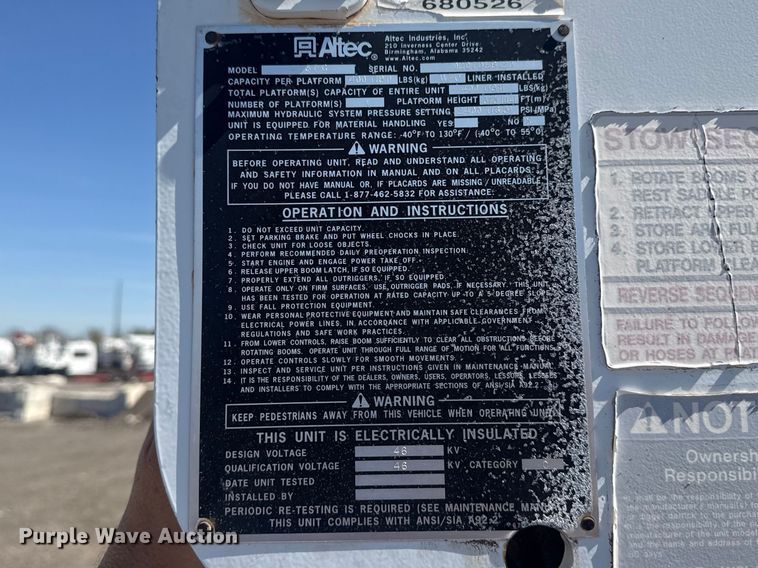 680526
Altec®
Altec Industries, Inc.
210 Inverness Center Drive
Birmingham, Alabama 35242
www.Altec.com
MODEL SERIAL NO.
CAPACITY PER PLATFORM LBS(kg) LINER INSTALLED
TOTAL PLATFORM(S) CAPACITY OF ENTIRE UNIT LBS(kg)
NUMBER OF PLATFORM(S) PLATFORM HEIGHT FT(m)
MAXIMUM HYDRAULIC SYSTEM PRESSURE SETTING PSI(MPa)
UNIT IS EQUIPPED FOR MATERIAL HANDLING YES NO
OPERATING TEMPERATURE RANGE: -40°F TO 130°F / (-40°C TO 55°C)
WARNING
BEFORE OPERATING UNIT, READ AND UNDERSTAND ALL OPERATING
AND SAFETY INFORMATION IN MANUAL AND ON ALL PLACARDS.
IF YOU DO NOT HAVE MANUAL OR, IF PLACARDS ARE MISSING / UNREADABLE
PLEASE CALL 1-877-462-5832 FOR ASSISTANCE.
OPERATION AND INSTRUCTIONS
1. DO NOT EXCEED UNIT CAPACITY.
2. SET PARKING BRAKE AND PUT WHEEL CHOCKS IN PLACE.
3. CHECK UNIT FOR LOOSE OBJECTS.
4. PERFORM RECOMMENDED DAILY PREOPERATION INSPECTION.
5. START ENGINE AND ENGAGE POWER TAKE OFF.
6. RELEASE UPPER BOOM LATCH, IF SO EQUIPPED.
7. PROPERLY EXTEND ALL OUTRIGGERS, IF SO EQUIPPED.
8. OPERATE ONLY ON FIRM SURFACES. USE OUTRIGGER PADS, IF NECESSARY. THIS UNIT
HAS BEEN TESTED FOR OPERATION AT RATED CAPACITY UP TO A 5 DEGREE SLOPE.
9. USE FALL PROTECTION EQUIPMENT.
10. WEAR PERSONAL PROTECTIVE EQUIPMENT AND MAINTAIN SAFE CLEARANCES FROM
ELECTRICAL POWER LINES, IN ACCORDANCE WITH APPLICABLE GOVERNMENT
REGULATIONS AND SAFE WORK PRACTICES.
11. FROM LOWER CONTROLS, RAISE BOOM SUFFICIENTLY TO CLEAR ALL OBSTRUCTIONS BEFORE
ROTATING BOOMS. OPERATE UNIT THROUGH FULL RANGE OF MOTION FOR ALL FUNCTIONS.
12. OPERATE CONTROLS SLOWLY FOR SMOOTH MOVEMENTS.
13. INSPECT AND SERVICE UNIT PER INSTRUCTIONS GIVEN IN MAINTENANCE MANUAL.
14. IT IS THE RESPONSIBILITY OF THE DEALERS, OWNERS, USERS, OPERATORS, LESSORS, LESSEES
AND INSTALLERS TO COMPLY WITH THE APPROPRIATE SECTIONS OF ANSI/SIA A92.2.
WARNING
KEEP PEDESTRIANS AWAY FROM THIS VEHICLE WHEN OPERATING UNIT
THIS UNIT IS ELECTRICALLY INSULATED
DESIGN VOLTAGE 46 KV
QUALIFICATION VOLTAGE 46 KV CATEGORY
DATE UNIT TESTED
INSTALLED BY
PERIODIC RE-TESTING IS REQUIRED (SEE MAINTENANCE MANU
THIS UNIT COMPLIES WITH ANSI/SIA A92.2
STOW SEC
1. ROTATE BOOMS
REST SADDLE
2. RETRACT UPPER
3. STORE
4. STORE LOWER
REVERSE
FAILURE TO FOLLOW
RESULT IN DAMAGE
OR HOSE
NOT
Ownersh
Responsibi
Purple Wave Auction